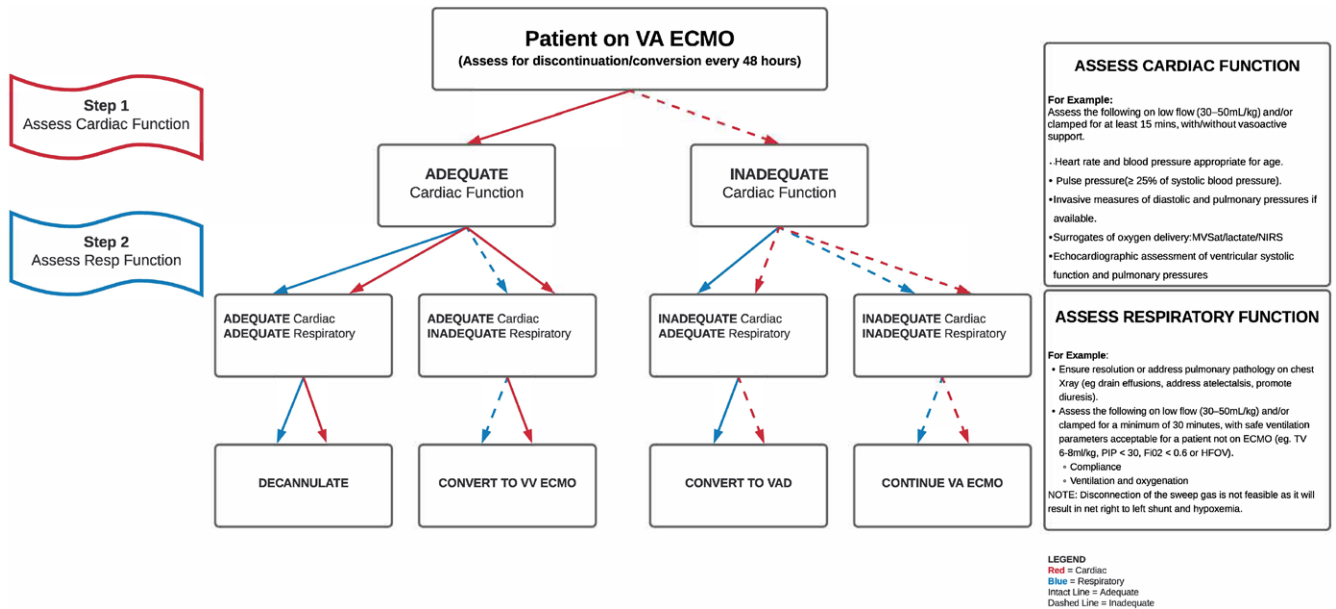 Patient on VA ECMO
(Assess for discontinuation/conversion every 48 hours)
Step 1
Assess Cardiac Function
Step 2
Assess Resp Function
ADEQUATE
Cardiac Function
INADEQUATE
Cardiac Function
ADEQUATE Cardiac
ADEQUATE Respiratory
ADEQUATE Cardiac
INADEQUATE Respiratory
INADEQUATE Cardiac
ADEQUATE Respiratory
INADEQUATE Cardiac
INADEQUATE Respiratory
DECANNULATE
CONVERT TO VV ECMO
CONVERT TO VAD
CONTINUE VA ECMO
ASSESS CARDIAC FUNCTION
For Example:
Assess the following on low flow (30–50mL/kg) and/or
clamped for at least 15 mins, with/without vasoactive
support.
. Heart rate and blood pressure appropriate for age.
• Pulse pressure(≥ 25% of systolic blood pressure).
•Invasive measures of diastolic and pulmonary pressures if
available.
•Surrogates of oxygen delivery:MVSat/lactate/NIRS
•Echocardiographic assessment of ventricular systolic
function and pulmonary pressures
ASSESS RESPIRATORY FUNCTION
For Example:
• Ensure resolution or address pulmonary pathology on chest
Xray (eg drain effusions, address atelectalsis, promote
diuresis).
• Assess the following on low flow (30–50mL/kg) and/or
clamped for a minimum of 30 minutes, with safe ventilation
parameters acceptable for a patient not on ECMO (eg. TV
6-8ml/kg, PIP < 30, Fi02 < 0.6 or HFOV).
◦ Compliance
◦ Ventilation and oxygenation
NOTE: Disconnection of the sweep gas is not feasible as it will
result in net right to left shunt and hypoxemia.
LEGEND
Red = Cardiac
Blue = Respiratory
Intact Line = Adequate
Dashed Line = Inadequate